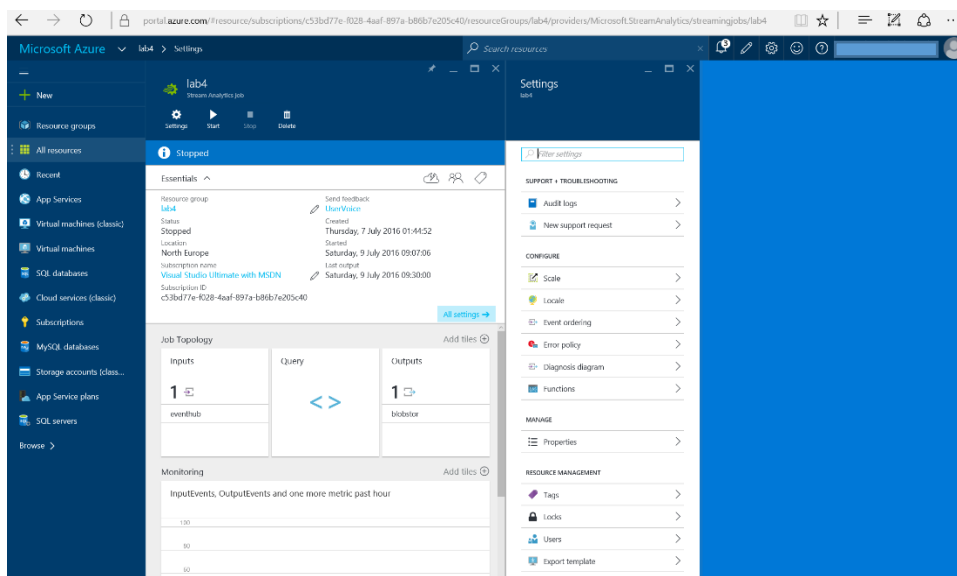 portal.azure.com/#resource/subscriptions/c53bd77e-f028-4aaf-897a-b86b7e205c40/resourceGroups/lab4/providers/Microsoft.StreamAnalytics/streamingjobs/lab4
Microsoft Azure lab4 > Settings
Search resources
3
New
Resource groups
All resources
Recent
App Services
Virtual machines (classic)
Virtual machines
SQL databases
Cloud services (classic)
Subscriptions
MySQL databases
Storage accounts (class...
App Service plans
SQL servers
Browse >
lab4
Stream Analytics Job
Settings Start Stop Delete
Stopped
Essentials
Resource group
lab4
Status
Stopped
Location
North Europe
Subscription name
Visual Studio Ultimate with MSDN
Subscription ID
c53bd77e-f028-4aaf-897a-b86b7e205c40
Send feedback
UserVoice
Created
Thursday, 7 July 2016 01:44:52
Started
Saturday, 9 July 2016 09:07:06
Last output
Saturday, 9 July 2016 09:30:00
All settings →
Job Topology Add tiles
Inputs
1
eventhub
Query
< >
Outputs
1
blobstor
Monitoring Add tiles
InputEvents, OutputEvents and one more metric past hour
100
90
60
Settings
lab4
Filter settings
SUPPORT + TROUBLESHOOTING
Audit logs
New support request
CONFIGURE
Scale
Locale
Event ordering
Error policy
Diagnosis diagram
Functions
MANAGE
Properties
RESOURCE MANAGEMENT
Tags
Locks
Users
Export template